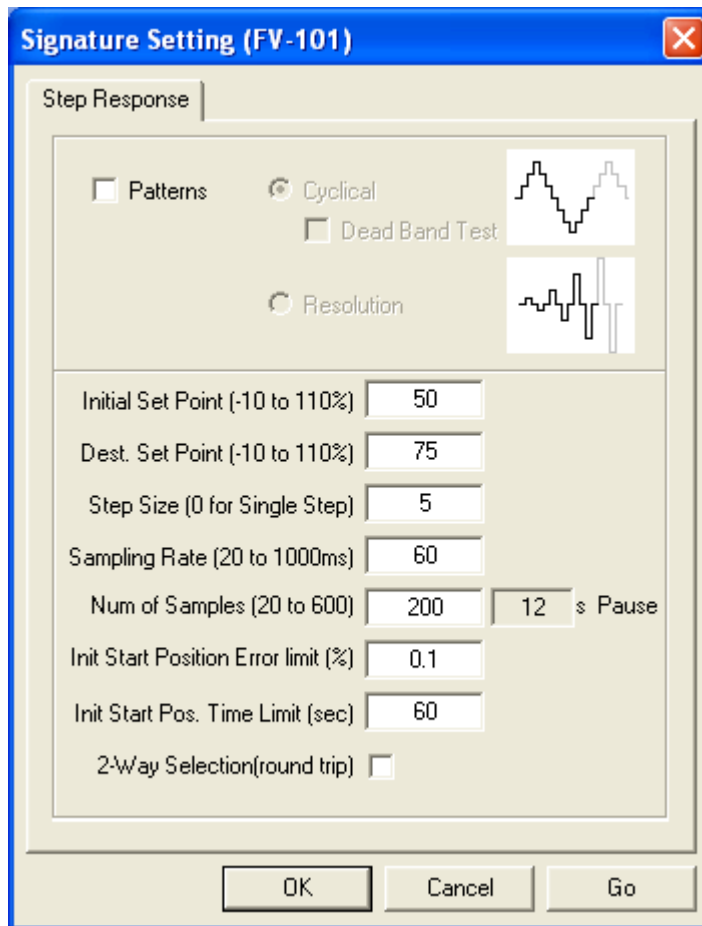 Signature Setting (FV-101)
Step Response
Patterns
Cyclical
Dead Band Test
Resolution
Initial Set Point (-10 to 110%) 50
Dest. Set Point (-10 to 110%) 75
Step Size (0 for Single Step) 5
Sampling Rate (20 to 1000ms) 60
Num of Samples (20 to 600) 200 12 s Pause
Init Start Position Error limit (%) 0.1
Init Start Pos. Time Limit (sec) 60
2-Way Selection(round trip)
OK Cancel Go